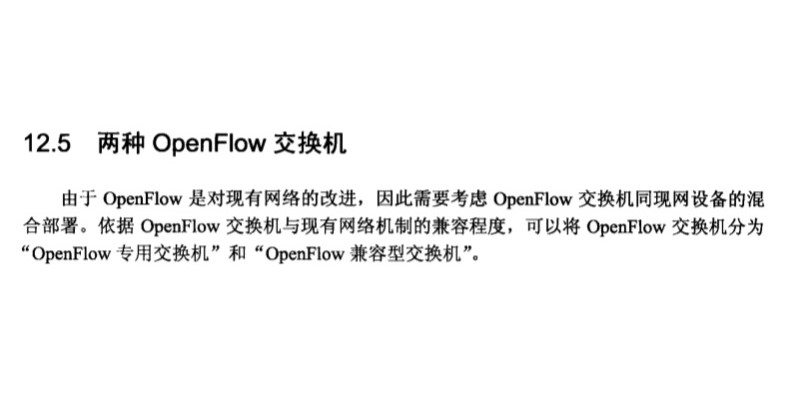 12.5 两种 OpenFlow 交换机
由于 OpenFlow 是对现有网络的改进，因此需要考虑 OpenFlow 交换机同现网设备的混
合部署。依据 OpenFlow 交换机与现有网络机制的兼容程度，可以将 OpenFlow 交换机分为
“OpenFlow 专用交换机”和“OpenFlow 兼容型交换机”。